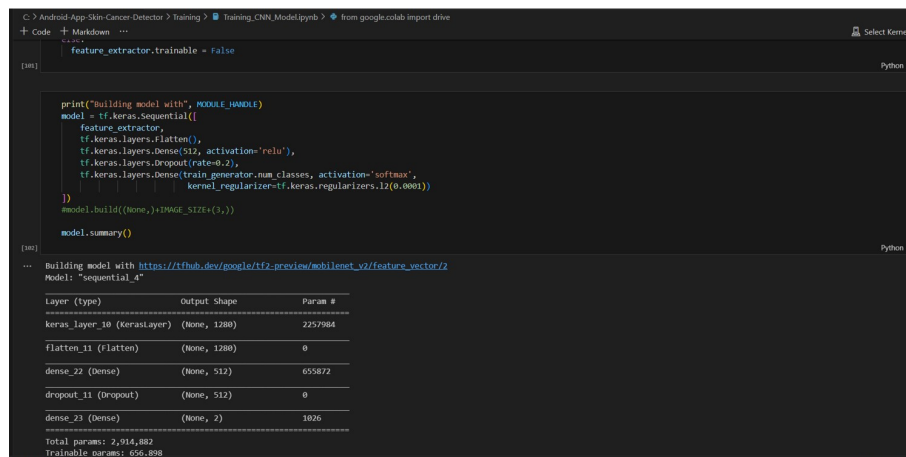 C: > Android-App-Skin-Cancer-Detector > Training > Training_CNN_Model.ipynb > from google.colab import drive
+ Code + Markdown ··· Select Kerne
else:
feature_extractor.trainable = False
[101] Python
print("Building model with", MODULE_HANDLE)
model = tf.keras.Sequential([
feature_extractor,
tf.keras.layers.Flatten(),
tf.keras.layers.Dense(512, activation='relu'),
tf.keras.layers.Dropout(rate=0.2),
tf.keras.layers.Dense(train_generator.num_classes, activation='softmax',
kernel_regularizer=tf.keras.regularizers.l2(0.0001))
])
#model.build((None,)+IMAGE_SIZE+(3,))
model.summary()
[102] Python
··· Building model with https://tfhub.dev/google/tf2-preview/mobilenet_v2/feature_vector/2
Model: "sequential_4"
Layer (type) Output Shape Param #
keras_layer_10 (KerasLayer) (None, 1280) 2257984
flatten_11 (Flatten) (None, 1280) 0
dense_22 (Dense) (None, 512) 655872
dropout_11 (Dropout) (None, 512) 0
dense_23 (Dense) (None, 2) 1026
Total params: 2,914,882
Trainable params: 656,898